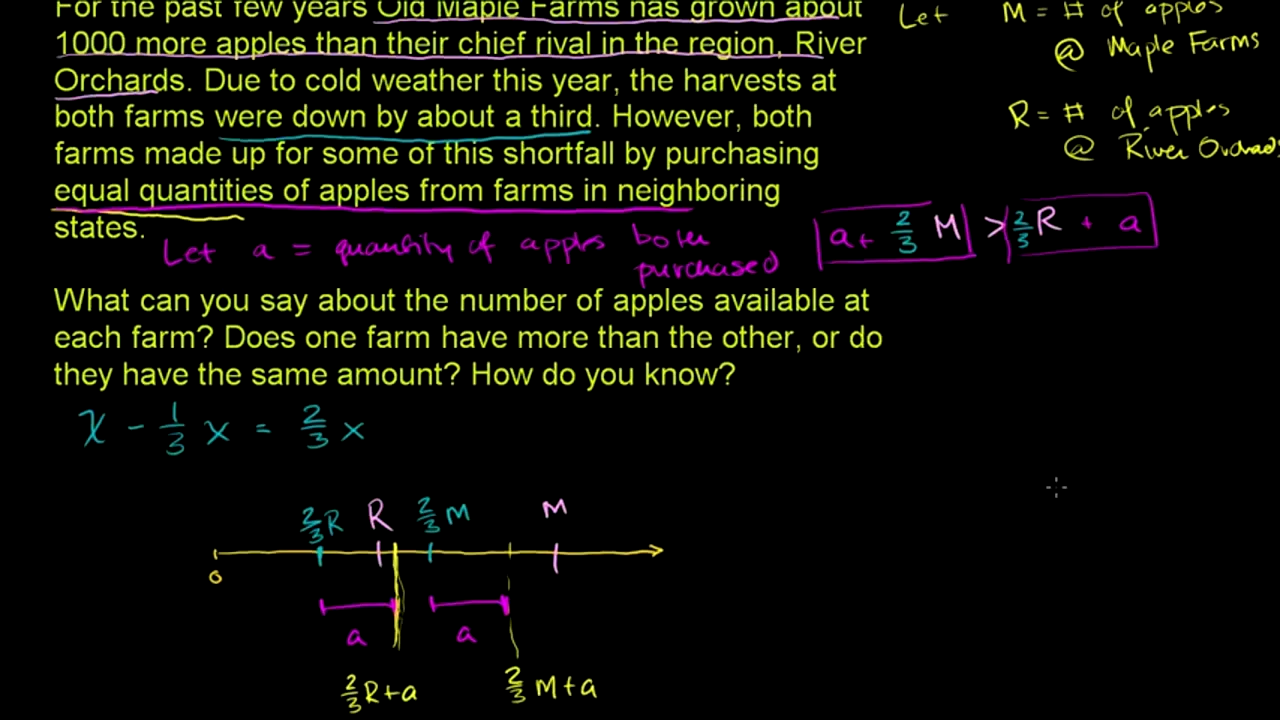 For the past few years Old Maple Farms has grown about
1000 more apples than their chief rival in the region, River
Orchards. Due to cold weather this year, the harvests at
both farms were down by about a third. However, both
farms made up for some of this shortfall by purchasing
equal quantities of apples from farms in neighboring
states.
Let M = # of apples
@ Maple Farms
R = # of apples
@ River Orchards
Let a = quantity of apples both
purchased
a + 2/3 M > 2/3 R + a
What can you say about the number of apples available at
each farm? Does one farm have more than the other, or do
they have the same amount? How do you know?
x - 1/3 x = 2/3 x
2/3 R R 2/3 M M
0
a a
2/3 R + a 2/3 M + a